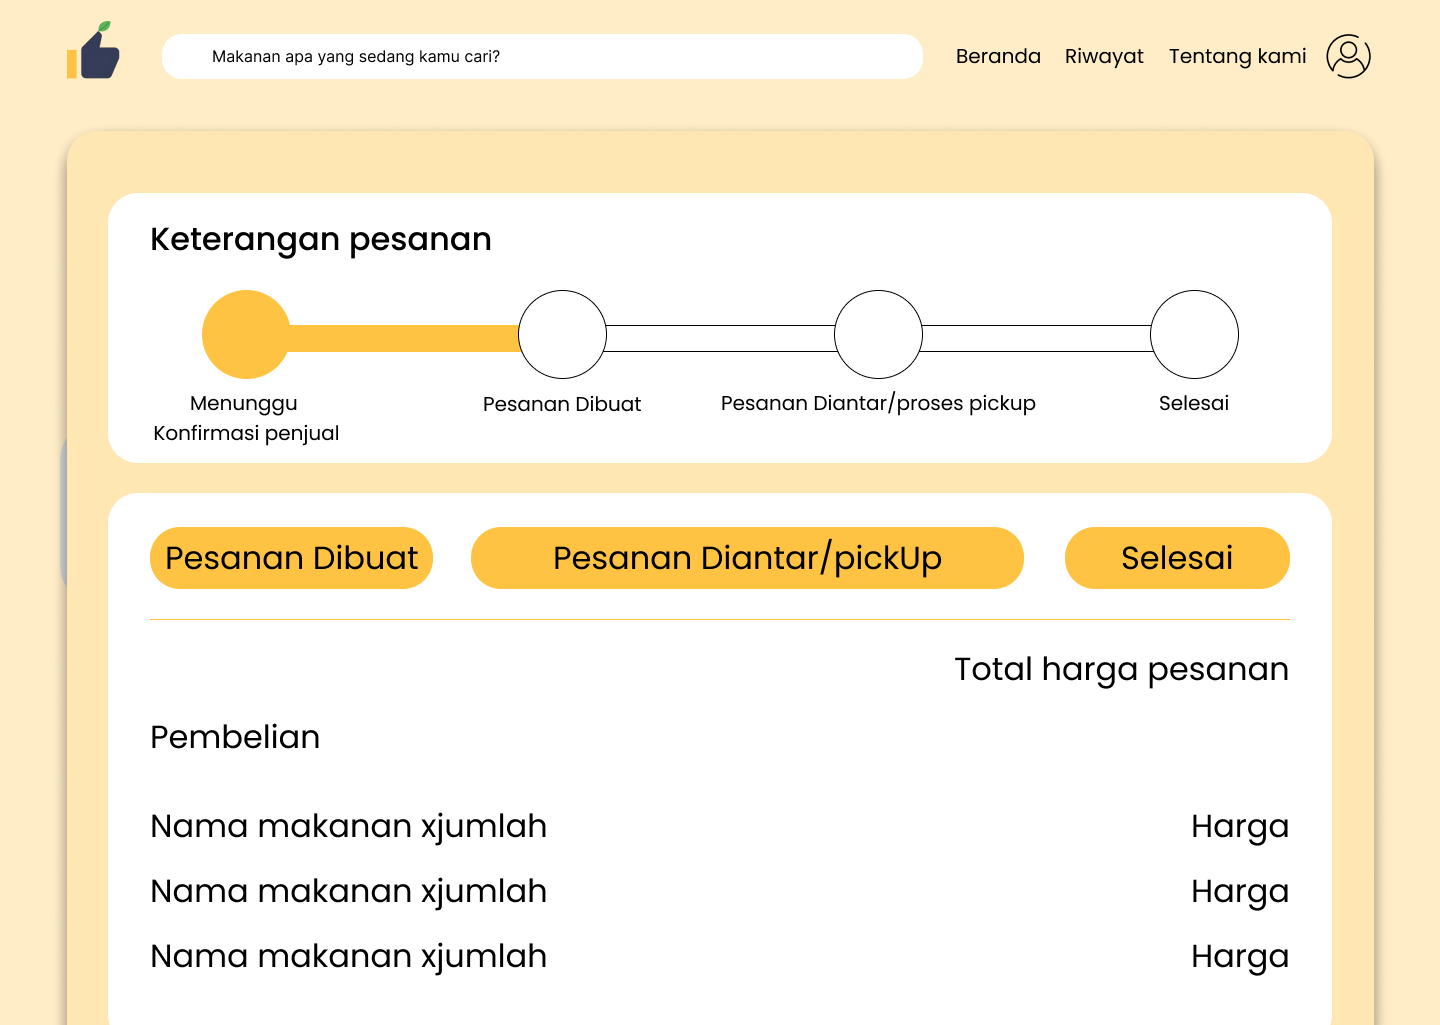 Makanan apa yang sedang kamu cari?
Beranda
Riwayat
Tentang kami
Keterangan pesanan
Menunggu
Konfirmasi penjual
Pesanan Dibuat
Pesanan Diantar/proses pickup
Selesai
Pesanan Dibuat
Pesanan Diantar/pickUp
Selesai
Total harga pesanan
Pembelian
Nama makanan xjumlah
Harga
Nama makanan xjumlah
Harga
Nama makanan xjumlah
Harga